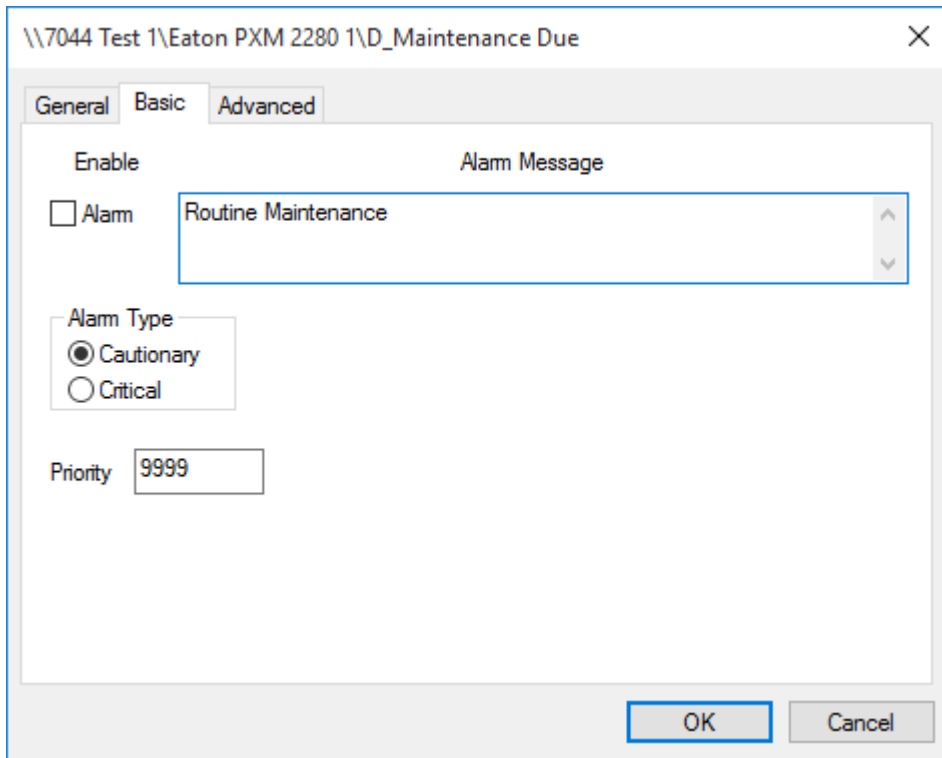 \\7044 Test 1\Eaton PXM 2280 1\D_Maintenance Due
General Basic Advanced
Enable Alarm Message
Alarm Routine Maintenance
Alarm Type
Cautionary
Critical
Priority 9999
OK Cancel